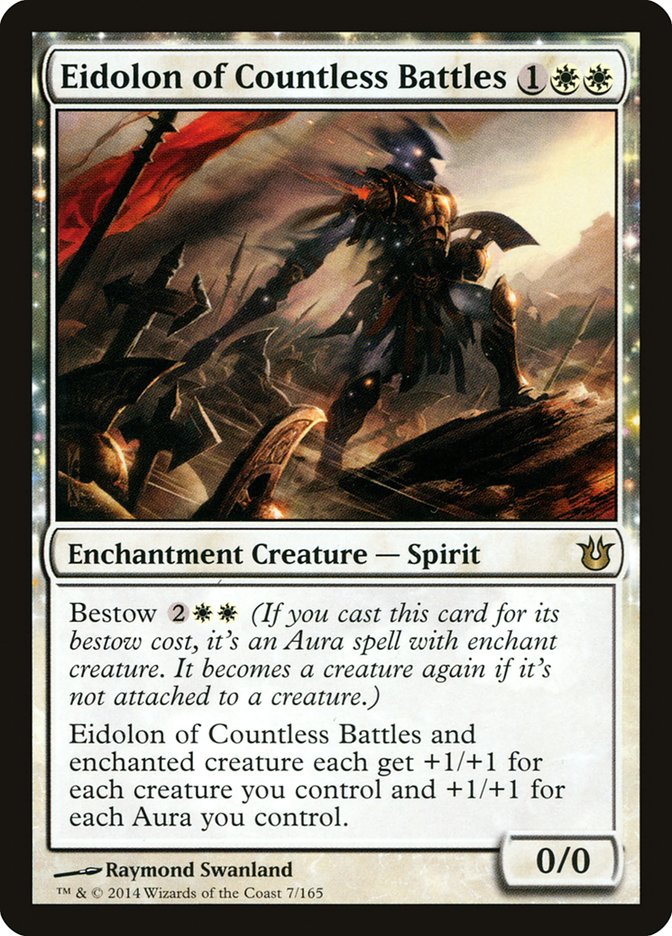 Eidolon of Countless Battles 1
Enchantment Creature — Spirit
Bestow 2 (If you cast this card for its
bestow cost, it's an Aura spell with enchant
creature. It becomes a creature again if it's
not attached to a creature.)
Eidolon of Countless Battles and
enchanted creature each get +1/+1 for
each creature you control and +1/+1 for
each Aura you control.
0/0
Raymond Swanland
™ & © 2014 Wizards of the Coast 7/165